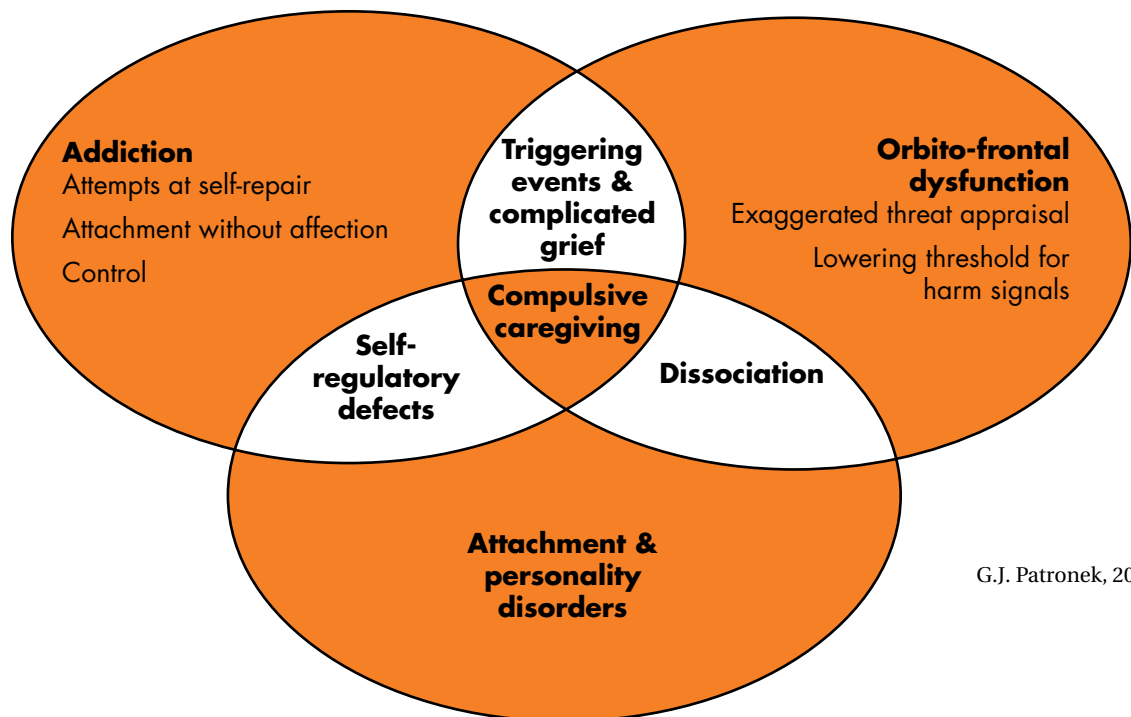 Addiction
Attempts at self-repair
Attachment without affection
Control
Triggering
events &
complicated
grief
Orbito-frontal
dysfunction
Exaggerated threat appraisal
Lowering threshold for
harm signals
Compulsive
caregiving
Self-
regulatory
defects
Dissociation
Attachment &
personality
disorders
G.J. Patronek, 20